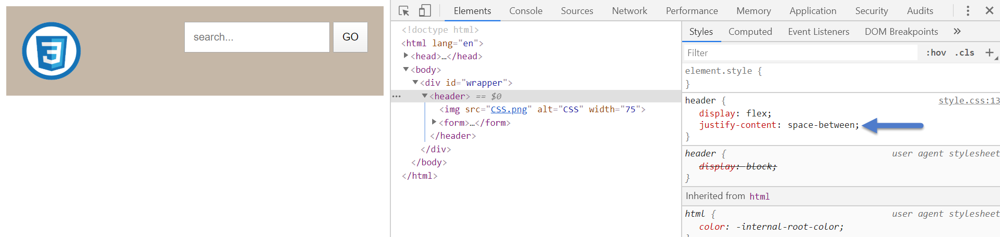 search...
GO
3
Elements Console Sources Network Performance Memory Application Security Audits
<!doctype html>
<html lang="en">
<head>…</head>
<body>
<div id="wrapper">
<header> == $0
<img src="CSS.png" alt="CSS" width="75">
<form>…</form>
</header>
</div>
</body>
</html>
Styles Computed Event Listeners DOM Breakpoints »
Filter :hov .cls +
element.style {
}
header { style.css:13
display: flex;
justify-content: space-between;
}
header { user agent stylesheet
display: block;
}
Inherited from html
html { user agent stylesheet
color: -internal-root-color;